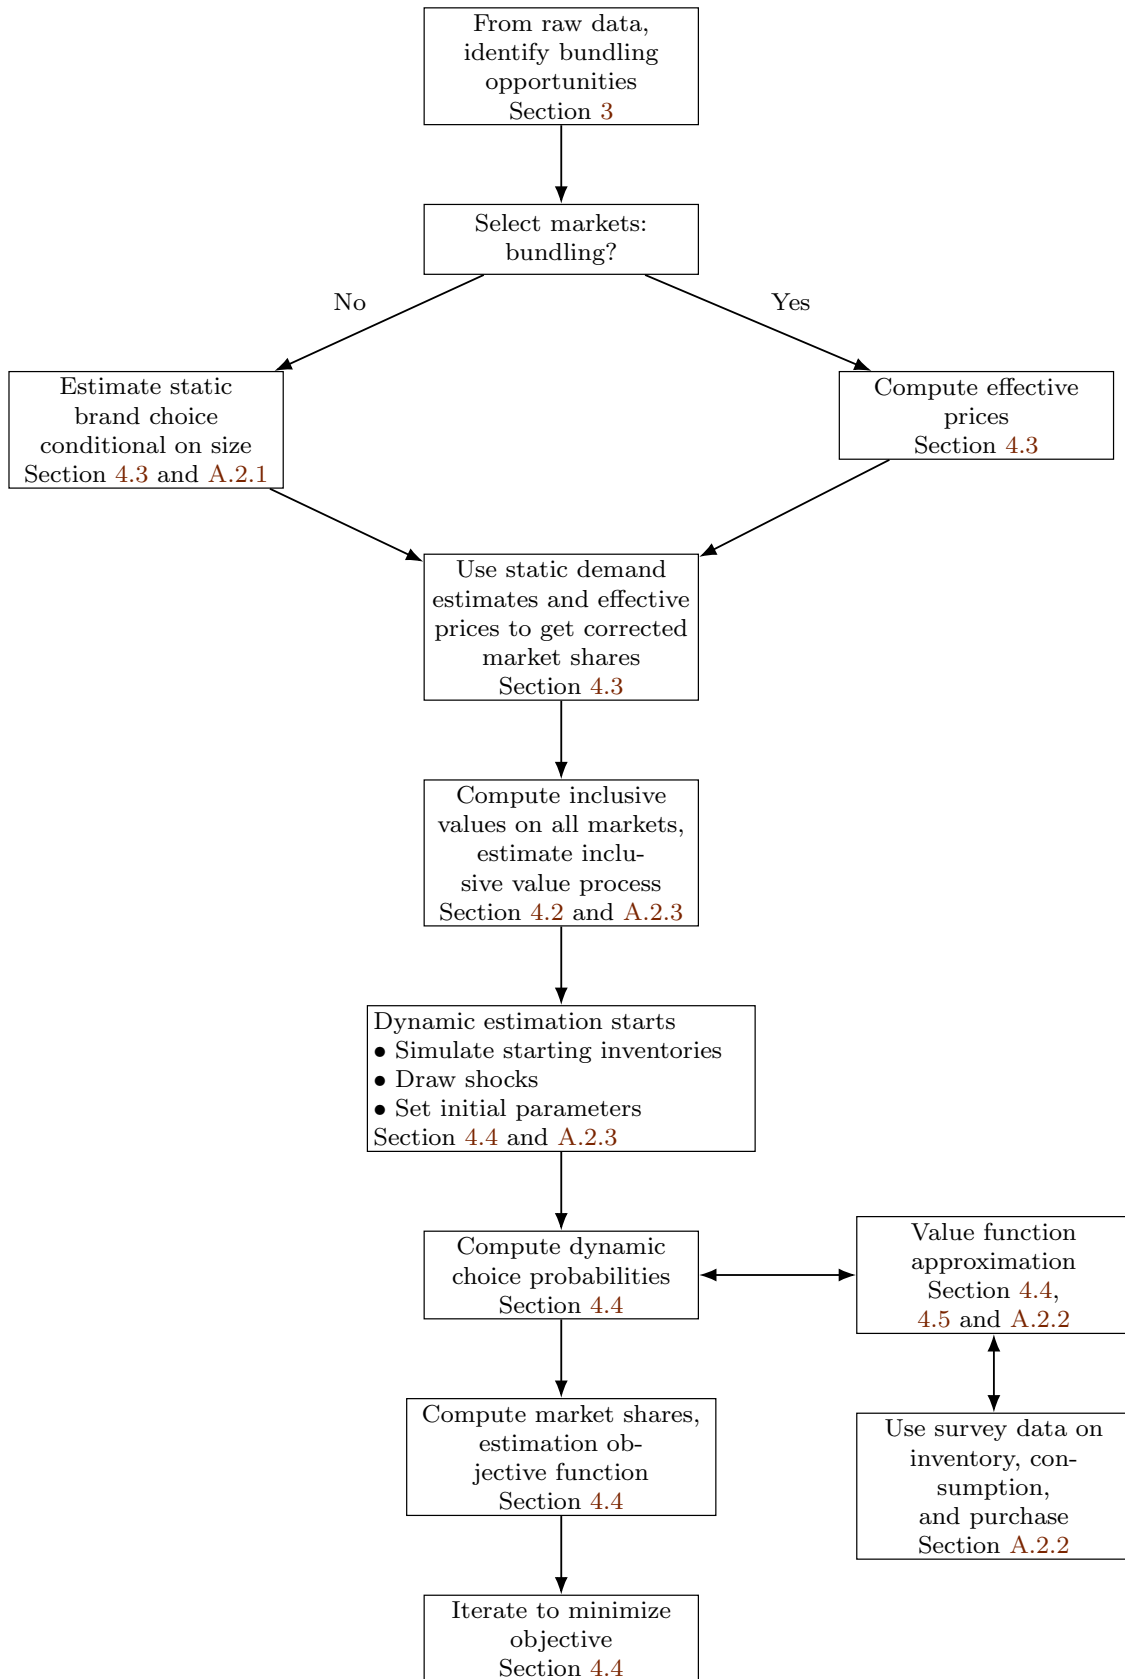 From raw data,
identify bundling
opportunities
Section 3
Select markets:
bundling?
No
Yes
Estimate static
brand choice
conditional on size
Section 4.3 and A.2.1
Compute effective
prices
Section 4.3
Use static demand
estimates and effective
prices to get corrected
market shares
Section 4.3
Compute inclusive
values on all markets,
estimate inclu-
sive value process
Section 4.2 and A.2.3
Dynamic estimation starts
• Simulate starting inventories
• Draw shocks
• Set initial parameters
Section 4.4 and A.2.3
Compute dynamic
choice probabilities
Section 4.4
Value function
approximation
Section 4.4,
4.5 and A.2.2
Compute market shares,
estimation ob-
jective function
Section 4.4
Use survey data on
inventory, con-
sumption,
and purchase
Section A.2.2
Iterate to minimize
objective
Section 4.4